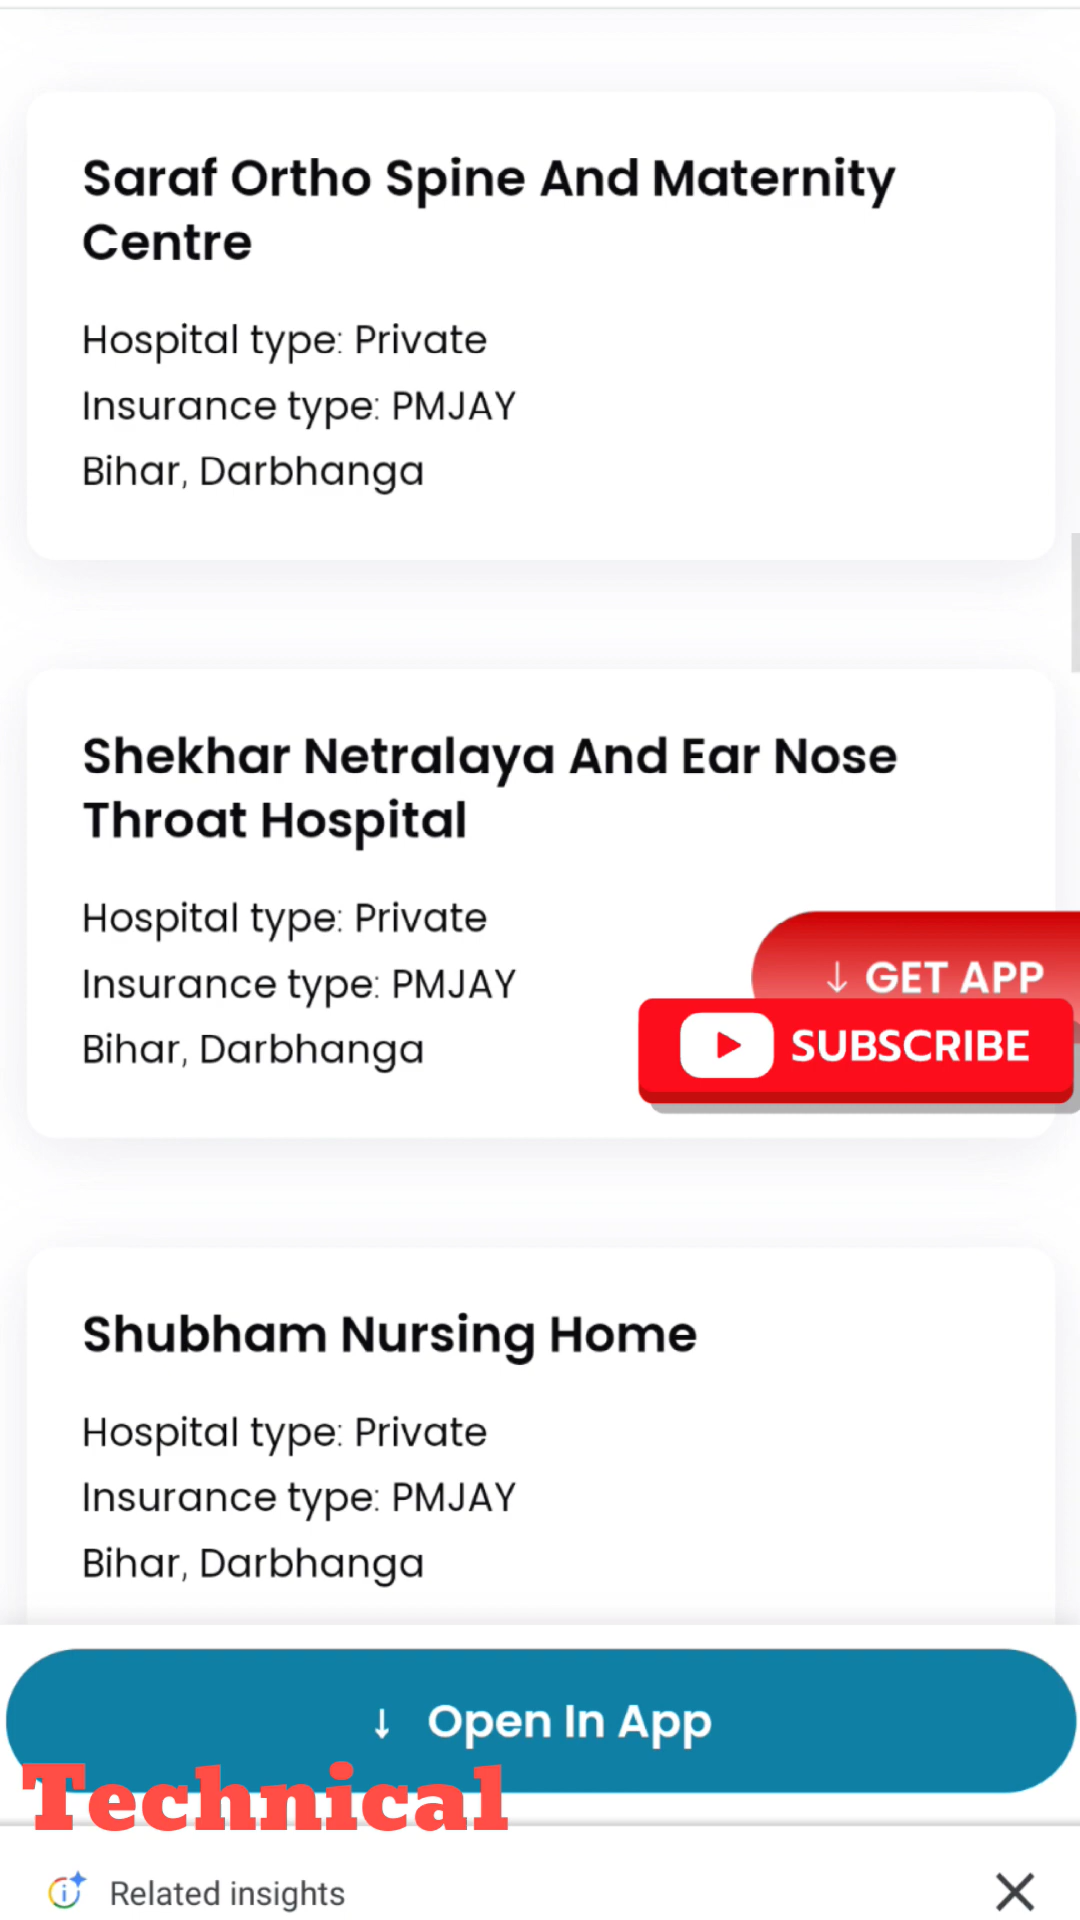 Saraf Ortho Spine And Maternity
Centre
Hospital type: Private
Insurance type: PMJAY
Bihar, Darbhanga
Shekhar Netralaya And Ear Nose
Throat Hospital
Hospital type: Private
Insurance type: PMJAY
Bihar, Darbhanga
↓ GET APP
SUBSCRIBE
Shubham Nursing Home
Hospital type: Private
Insurance type: PMJAY
Bihar, Darbhanga
↓ Open In App
Technical
Related insights